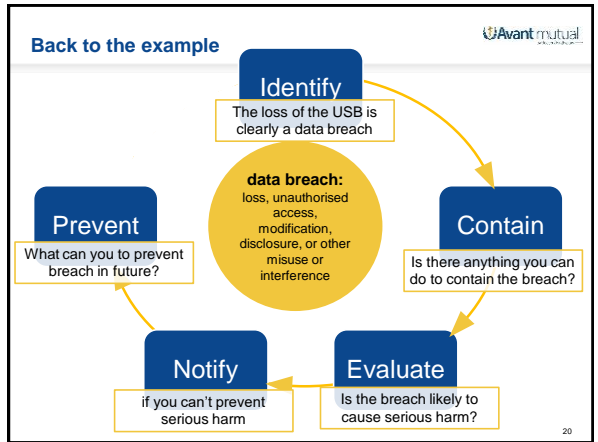 Back to the example
Avant mutual
Identify
The loss of the USB is
clearly a data breach
data breach:
loss, unauthorised
access,
modification,
disclosure, or other
misuse or
interference
Contain
Is there anything you can
do to contain the breach?
Evaluate
Is the breach likely to
cause serious harm?
Notify
if you can't prevent
serious harm
Prevent
What can you to prevent
breach in future?
20